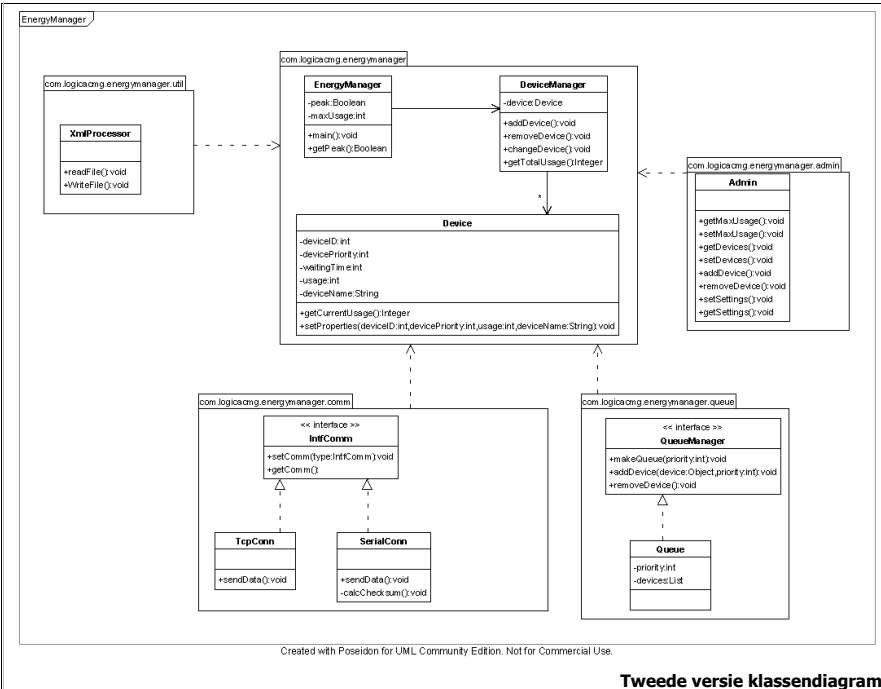 EnergyManager
com.logicacmg.energymanager.util
XmlProcessor
+readFile():void
+WriteFile():void
com.logicacmg.energymanager
EnergyManager
-peak:Boolean
-maxUsage:int
+main():void
+getPeak():Boolean
DeviceManager
-device:Device
+addDevice():void
+removeDevice():void
+changeDevice():void
+getTotalUsage():Integer
*
Device
-deviceID:int
-devicePriority:int
-waitingTime:int
-usage:int
-deviceName:String
+getCurrentUsage():Integer
+setProperties(deviceID:int,devicePriority:int,usage:int,deviceName:String):void
com.logicacmg.energymanager.admin
Admin
+getMaxUsage():void
+setMaxUsage():void
+getDevices():void
+setDevices():void
+addDevice():void
+removeDevice():void
+setSettings():void
+getSettings():void
com.logicacmg.energymanager.comm
<< interface >>
IntfComm
+setComm(type:IntfComm):void
+getComm():
TcpConn
+sendData():void
SerialConn
+sendData():void
-calcChecksum():void
com.logicacmg.energymanager.queue
<< interface >>
QueueManager
+makeQueue(priority:int):void
+addDevice(device:Object,priority:int):void
+removeDevice():void
Queue
-priority:int
-devices:List
Created with Poseidon for UML Community Edition. Not for Commercial Use.
Tweede versie klassendiagram